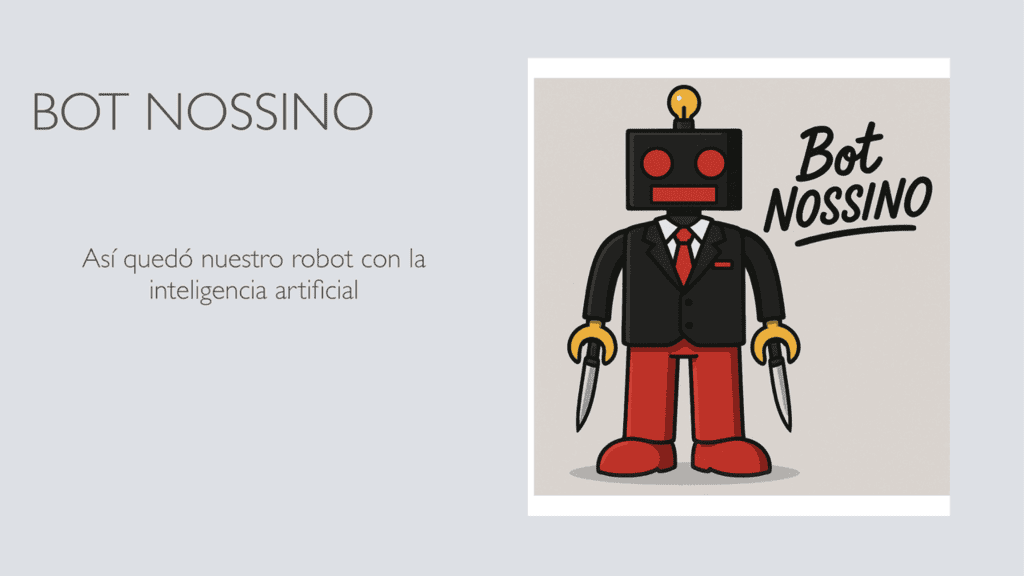 BOT NOSSINO
Así quedó nuestro robot con la
inteligencia artificial
Bot
NOSSINO